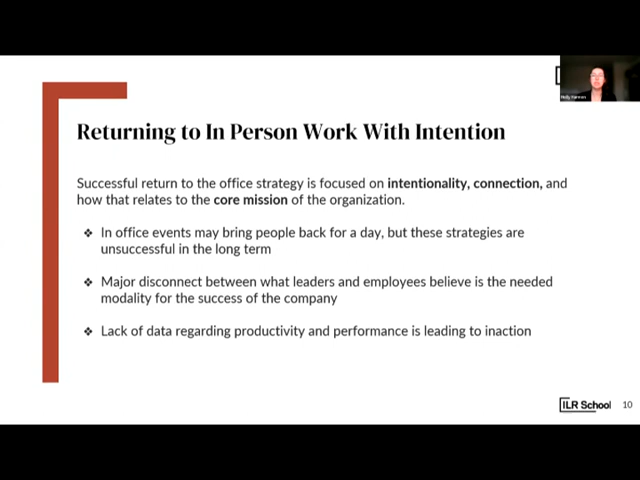 Returning to In Person Work With Intention
Successful return to the office strategy is focused on intentionality, connection, and
how that relates to the core mission of the organization.
❖ In office events may bring people back for a day, but these strategies are
unsuccessful in the long term
❖ Major disconnect between what leaders and employees believe is the needed
modality for the success of the company
❖ Lack of data regarding productivity and performance is leading to inaction
ILR School 10